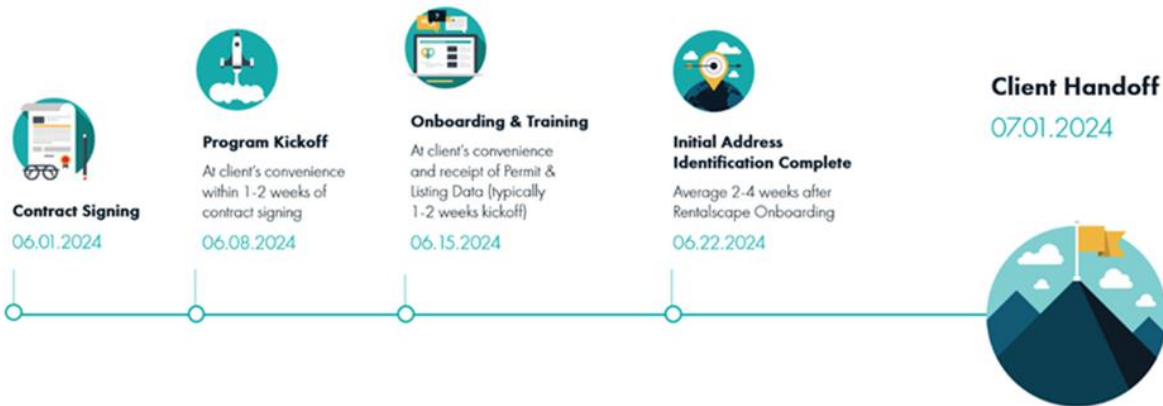 Contract Signing
06.01.2024
Program Kickoff
At client's convenience
within 1-2 weeks of
contract signing
06.08.2024
Onboarding & Training
At client's convenience
and receipt of Permit &
Listing Data (typically
1-2 weeks kickoff)
06.15.2024
Initial Address
Identification Complete
Average 2-4 weeks after
Rentalscape Onboarding
06.22.2024
Client Handoff
07.01.2024